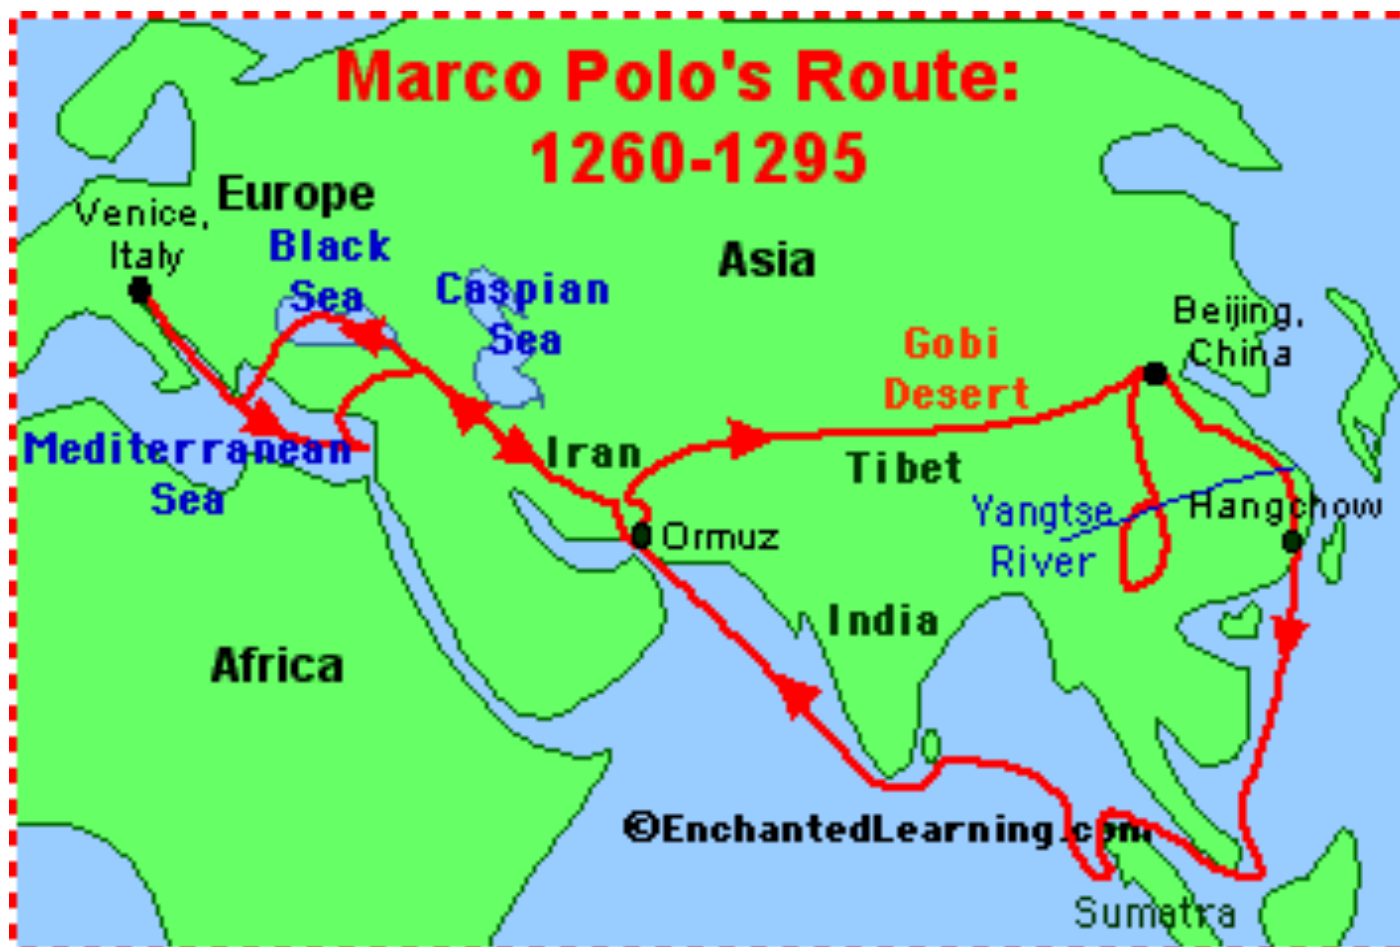 Marco Polo's Route:
1260-1295
Europe
Venice,
Italy
Black
Sea
Asia
Caspian
Sea
Beijing,
China
Gobi
Desert
Mediterranean
Sea
Iran
Tibet
Yangtse
River
Hangchow
Ormuz
India
Africa
©EnchantedLearning.com
Sumatra